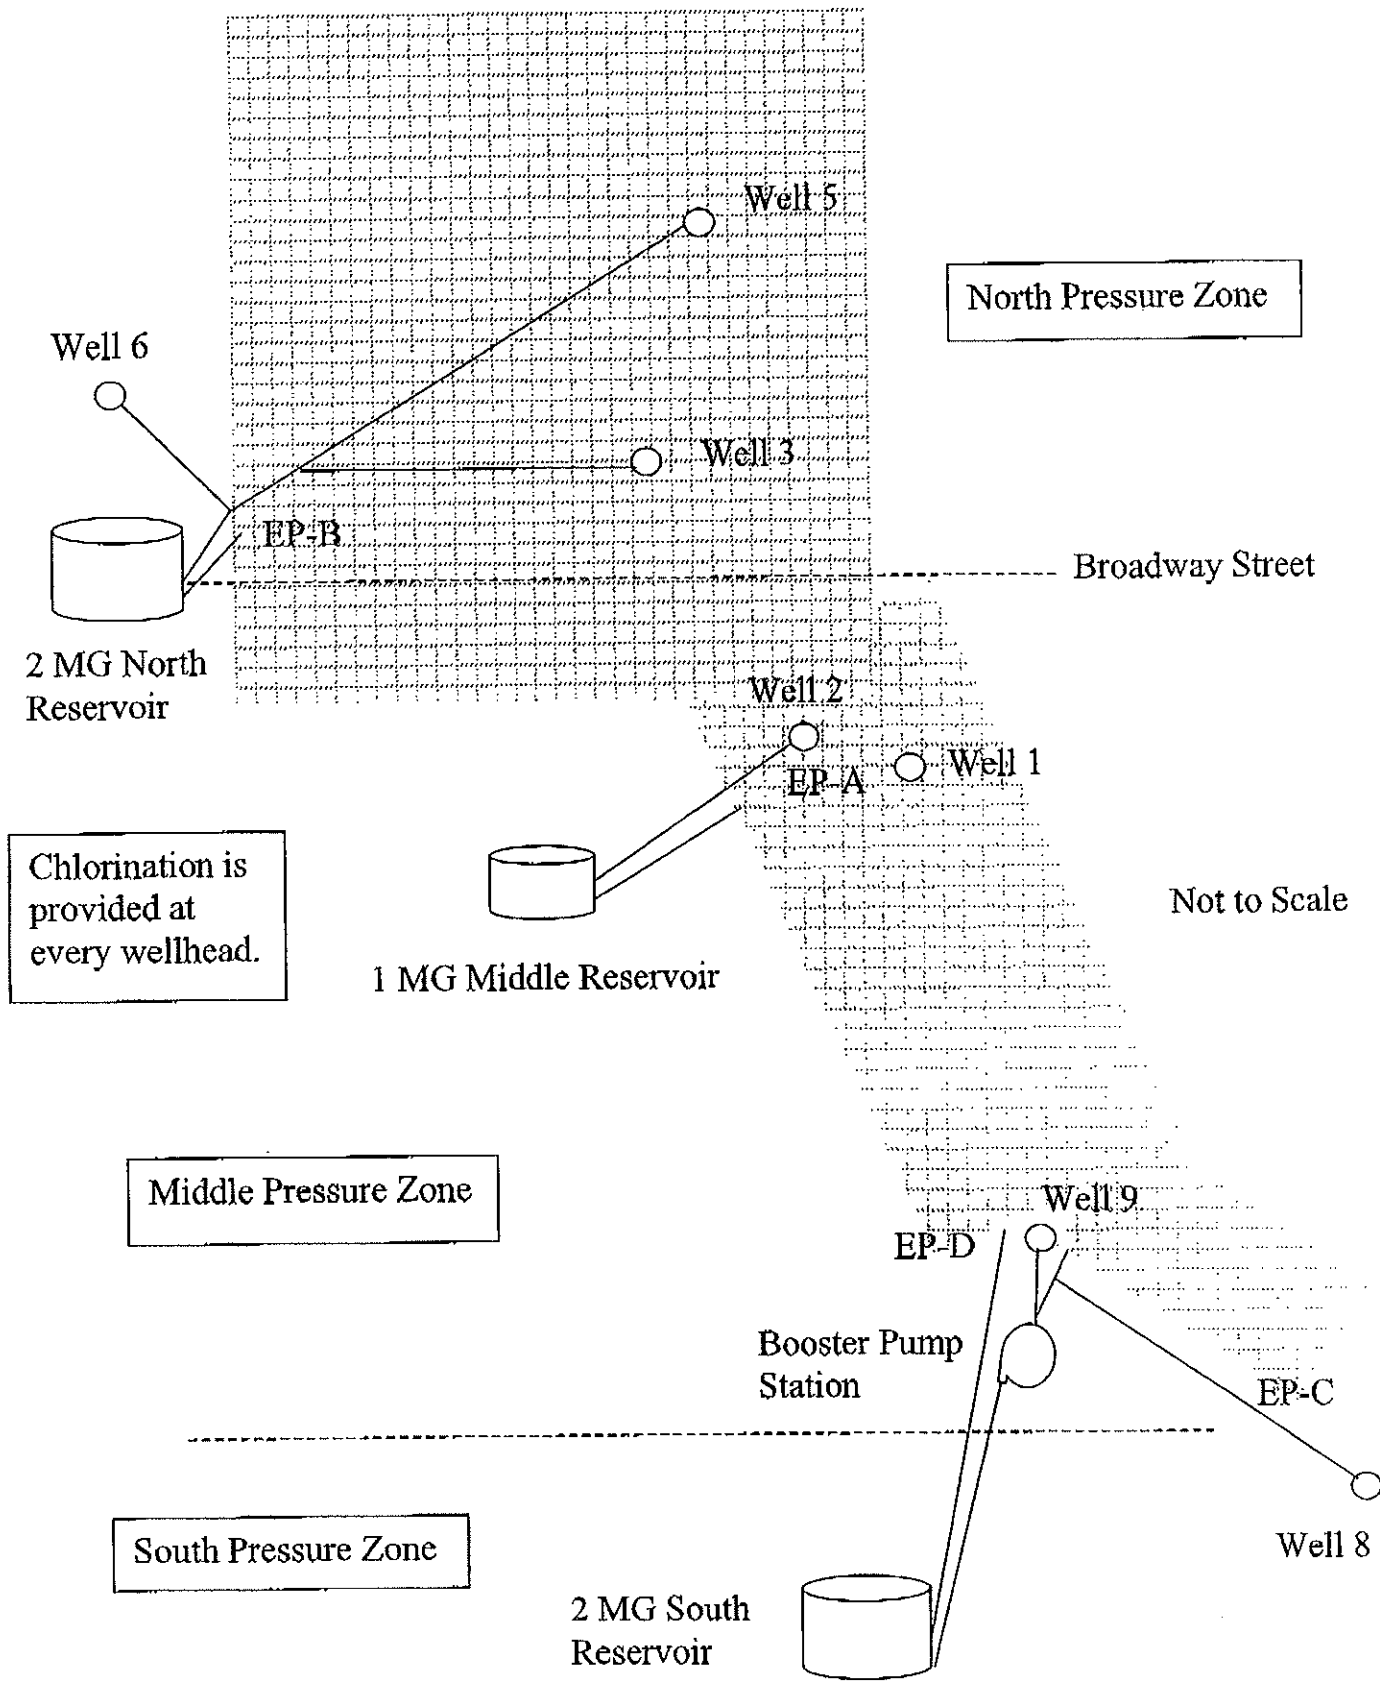 Well 5
North Pressure Zone
Well 6
Well 3
EP-B
Broadway Street
2 MG North
Reservoir
Well 2
EP-A
Well 1
Chlorination is
provided at
every wellhead.
Not to Scale
1 MG Middle Reservoir
Middle Pressure Zone
Well 9
EP-D
Booster Pump
Station
EP-C
South Pressure Zone
Well 8
2 MG South
Reservoir